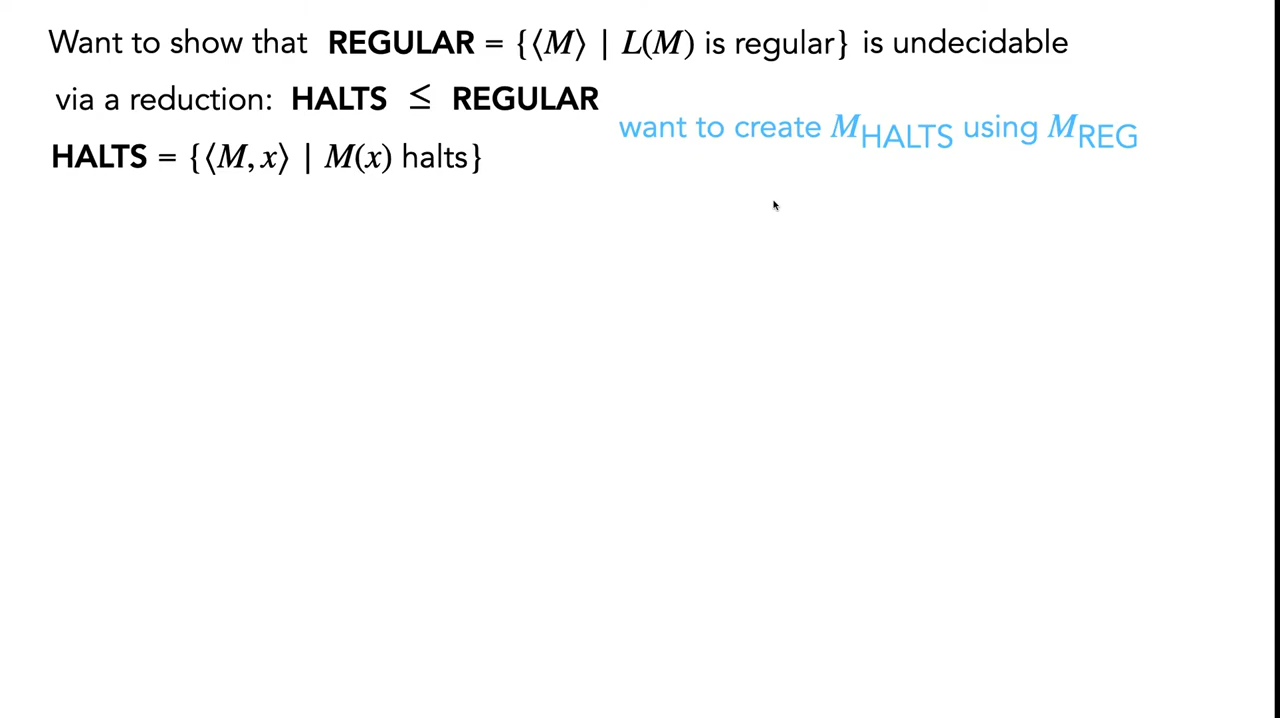 Want to show that REGULAR = {⟨M⟩ | L(M) is regular} is undecidable
via a reduction: HALTS ≤ REGULAR
want to create M_HALTS using M_REG
HALTS = {⟨M, x⟩ | M(x) halts}